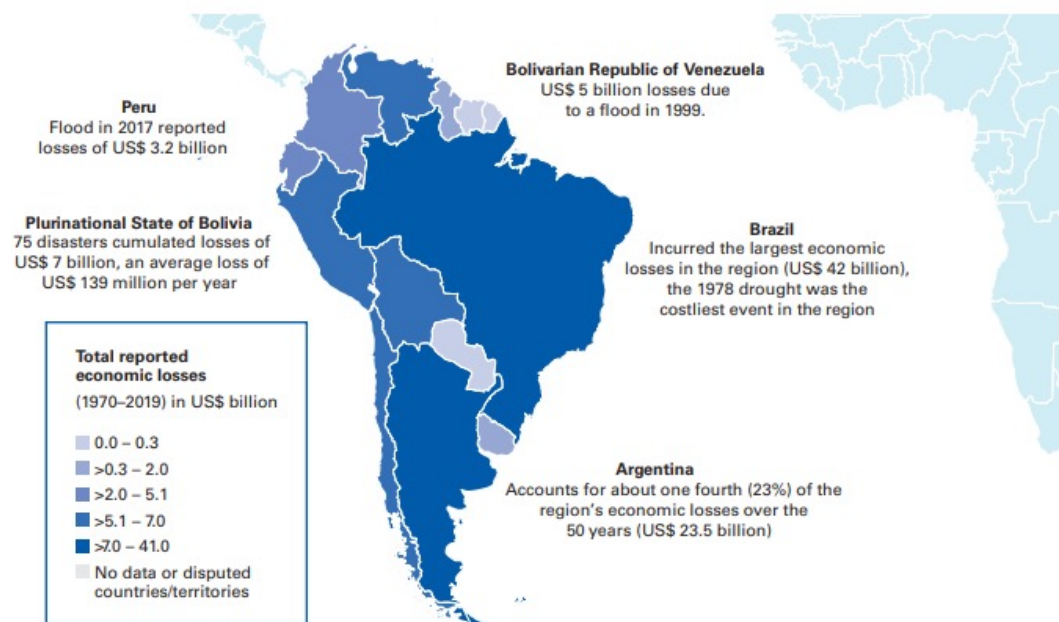 Bolivarian Republic of Venezuela
US$ 5 billion losses due
to a flood in 1999.
Peru
Flood in 2017 reported
losses of US$ 3.2 billion
Plurinational State of Bolivia
75 disasters cumulated losses of
US$ 7 billion, an average loss of
US$ 139 million per year
Brazil
Incurred the largest economic
losses in the region (US$ 42 billion),
the 1978 drought was the
costliest event in the region
Total reported
economic losses
(1970–2019) in US$ billion
0.0 – 0.3
>0.3 – 2.0
>2.0 – 5.1
>5.1 – 7.0
>7.0 – 41.0
No data or disputed
countries/territories
Argentina
Accounts for about one fourth (23%) of the
region's economic losses over the
50 years (US$ 23.5 billion)